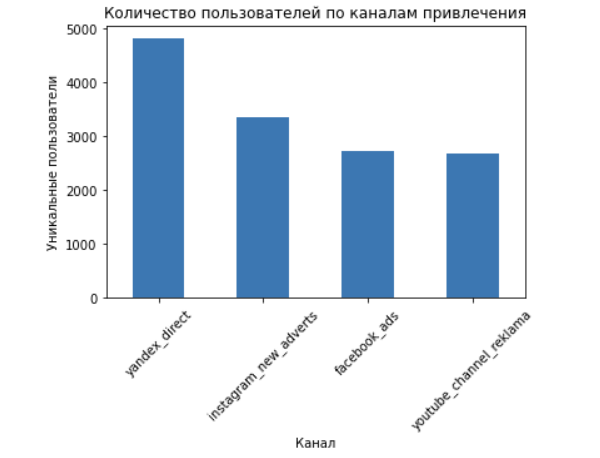 Количество пользователей по каналам привлечения
Уникальные пользователи
5000
4000
3000
2000
1000
0
yandex_direct
instagram_new_adverts
facebook_ads
youtube_channel_reklama
Канал